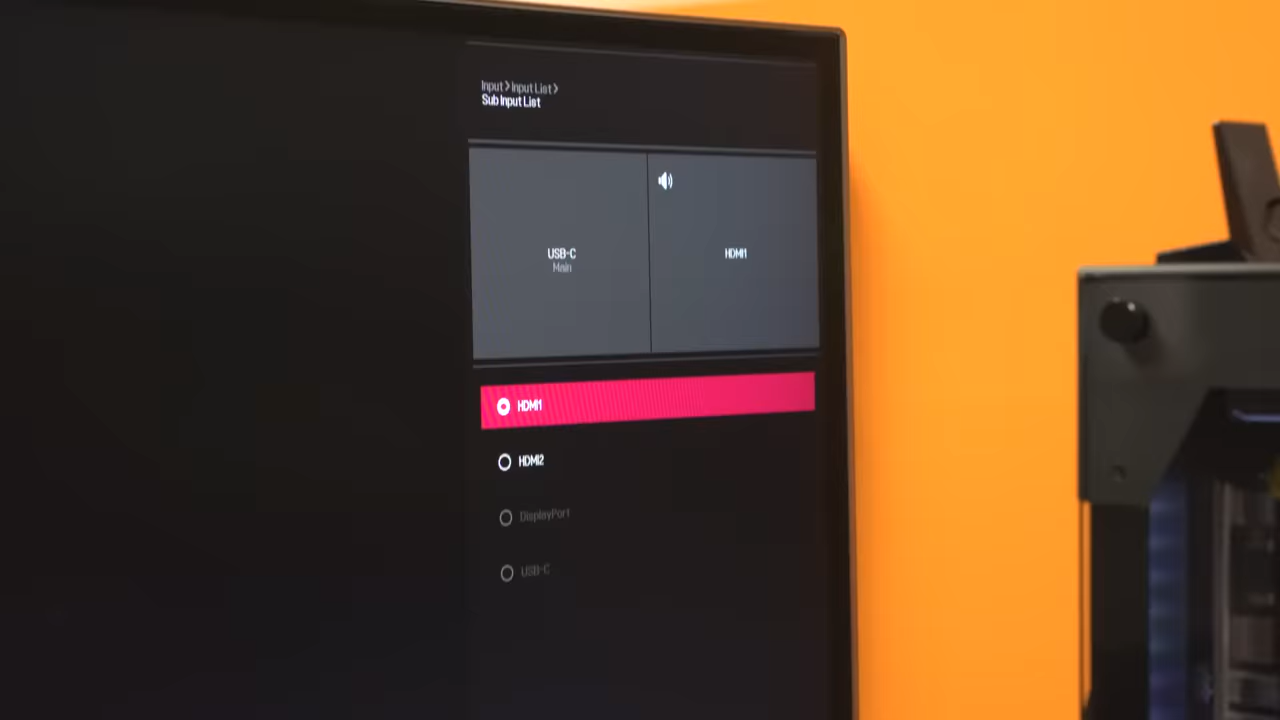 Input > Input List >
Sub Input List
USB-C
Main
HDMI1
HDMI1
HDMI2
DisplayPort
USB-C